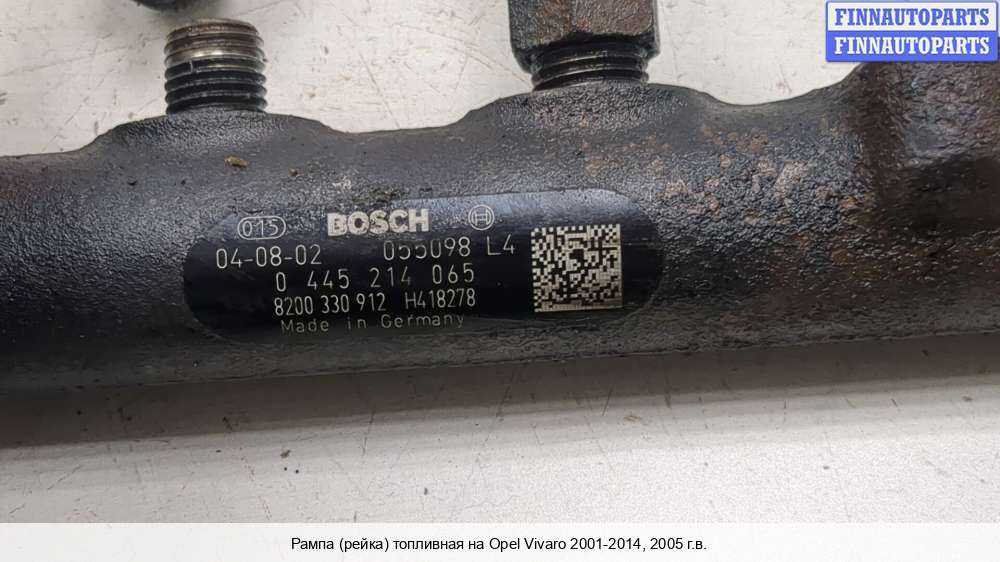 FINNAUTOPARTS
FINNAUTOPARTS
015 BOSCH
04-08-02 055098 L4
0 445 214 065
8200 330 912 H418278
Made in Germany
Рампа (рейка) топливная на Opel Vivaro 2001-2014, 2005 г.в.